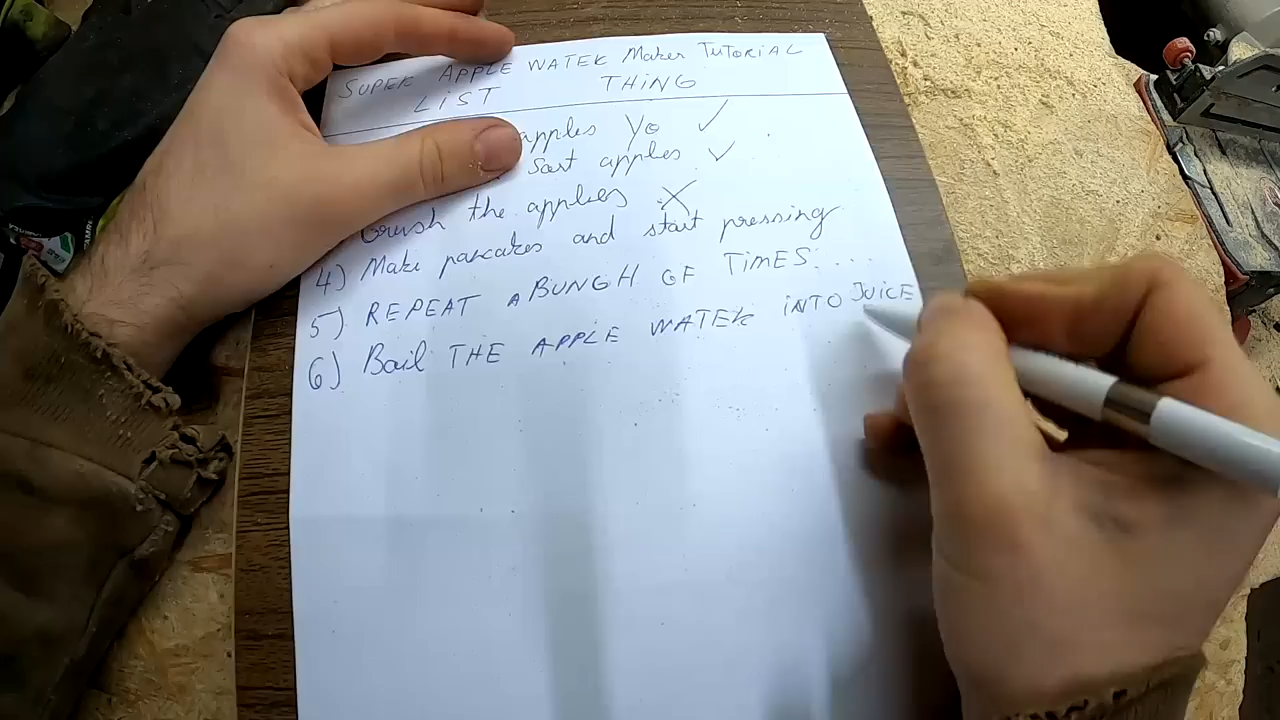 SUPER APPLE WATER Maker TUTORIAL
LIST THING
apples Yo ✓
Sort apples ✓
Crush the apples X
4) Make pancakes and start pressing
5) REPEAT A BUNCH OF TIMES....
6) Boil THE APPLE WATER INTO JUICE